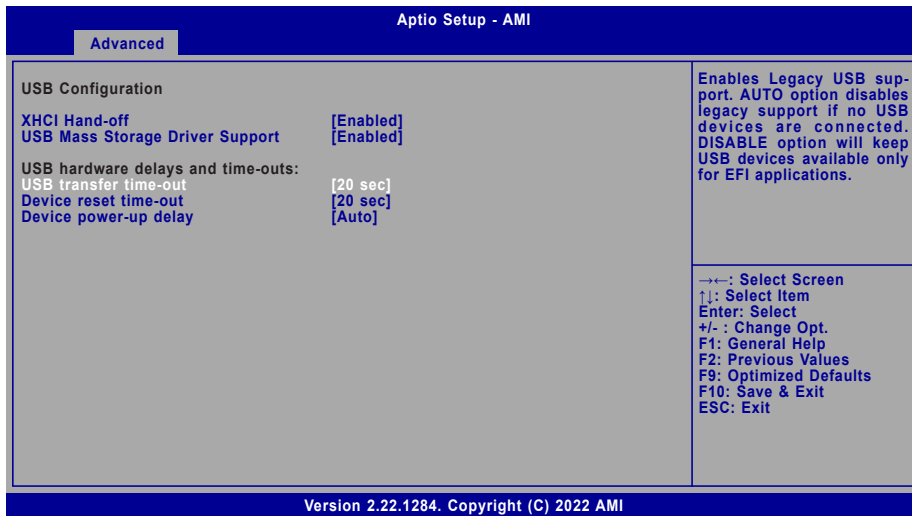 Aptio Setup - AMI
Advanced
USB Configuration
XHCI Hand-off [Enabled]
USB Mass Storage Driver Support [Enabled]
USB hardware delays and time-outs:
USB transfer time-out [20 sec]
Device reset time-out [20 sec]
Device power-up delay [Auto]
Enables Legacy USB sup-
port. AUTO option disables
legacy support if no USB
devices are connected.
DISABLE option will keep
USB devices available only
for EFI applications.
→←: Select Screen
↑↓: Select Item
Enter: Select
+/- : Change Opt.
F1: General Help
F2: Previous Values
F9: Optimized Defaults
F10: Save & Exit
ESC: Exit
Version 2.22.1284. Copyright (C) 2022 AMI